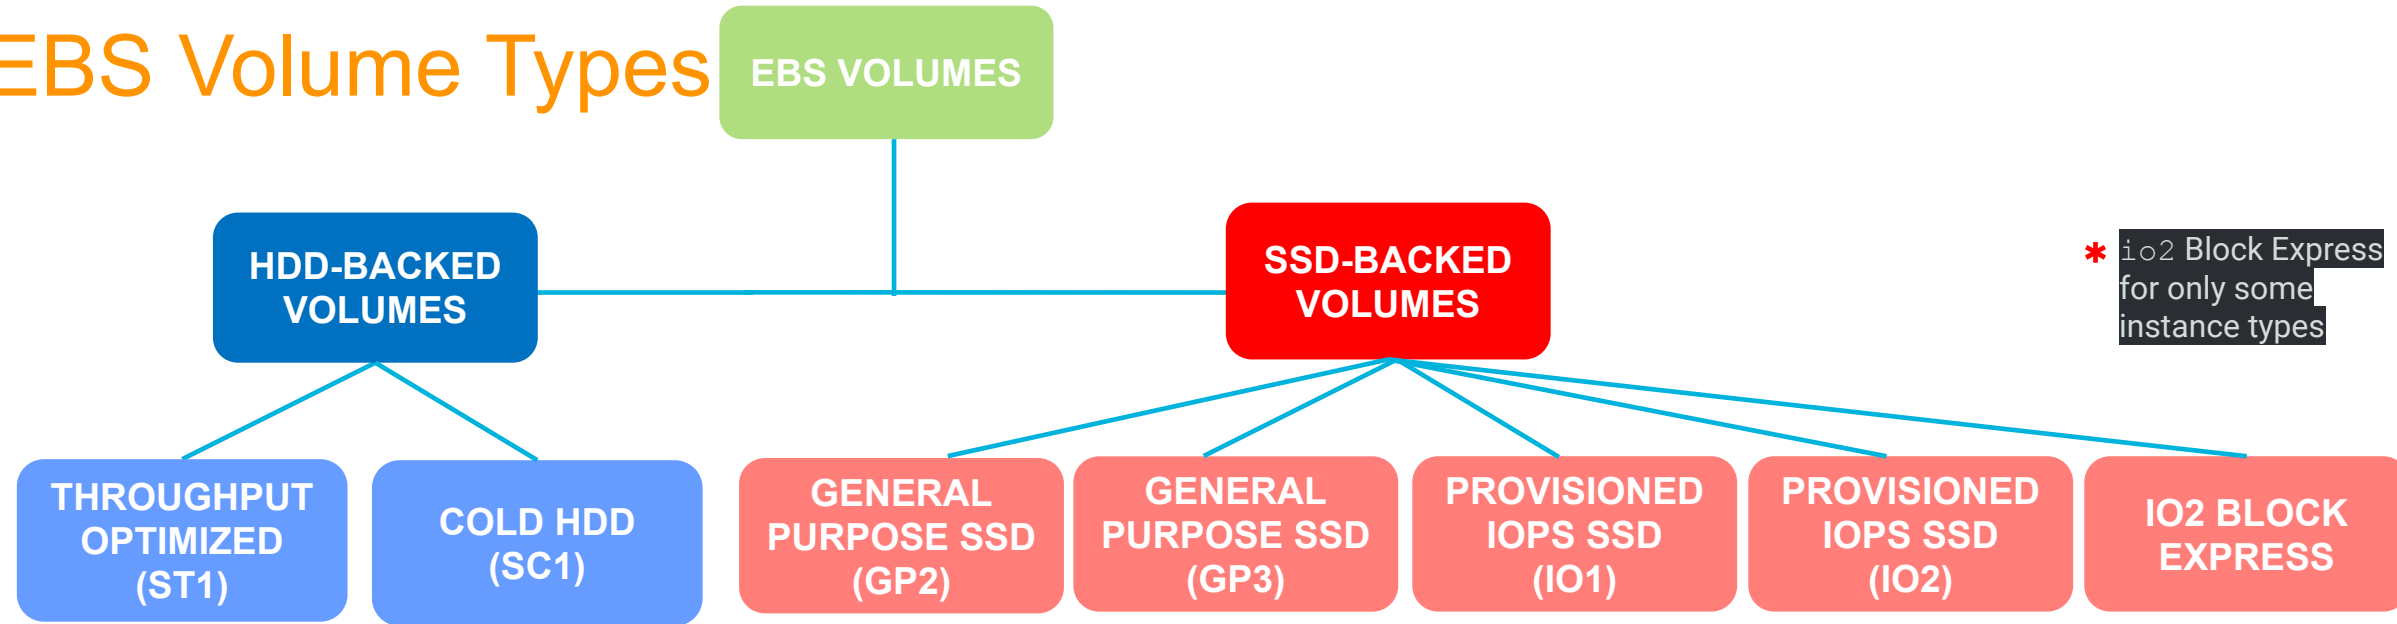 EBS Volume Types
EBS VOLUMES
HDD-BACKED
VOLUMES
SSD-BACKED
VOLUMES
* io2 Block Express
for only some
instance types
THROUGHPUT
OPTIMIZED
(ST1)
COLD HDD
(SC1)
GENERAL
PURPOSE SSD
(GP2)
GENERAL
PURPOSE SSD
(GP3)
PROVISIONED
IOPS SSD
(IO1)
PROVISIONED
IOPS SSD
(IO2)
IO2 BLOCK
EXPRESS